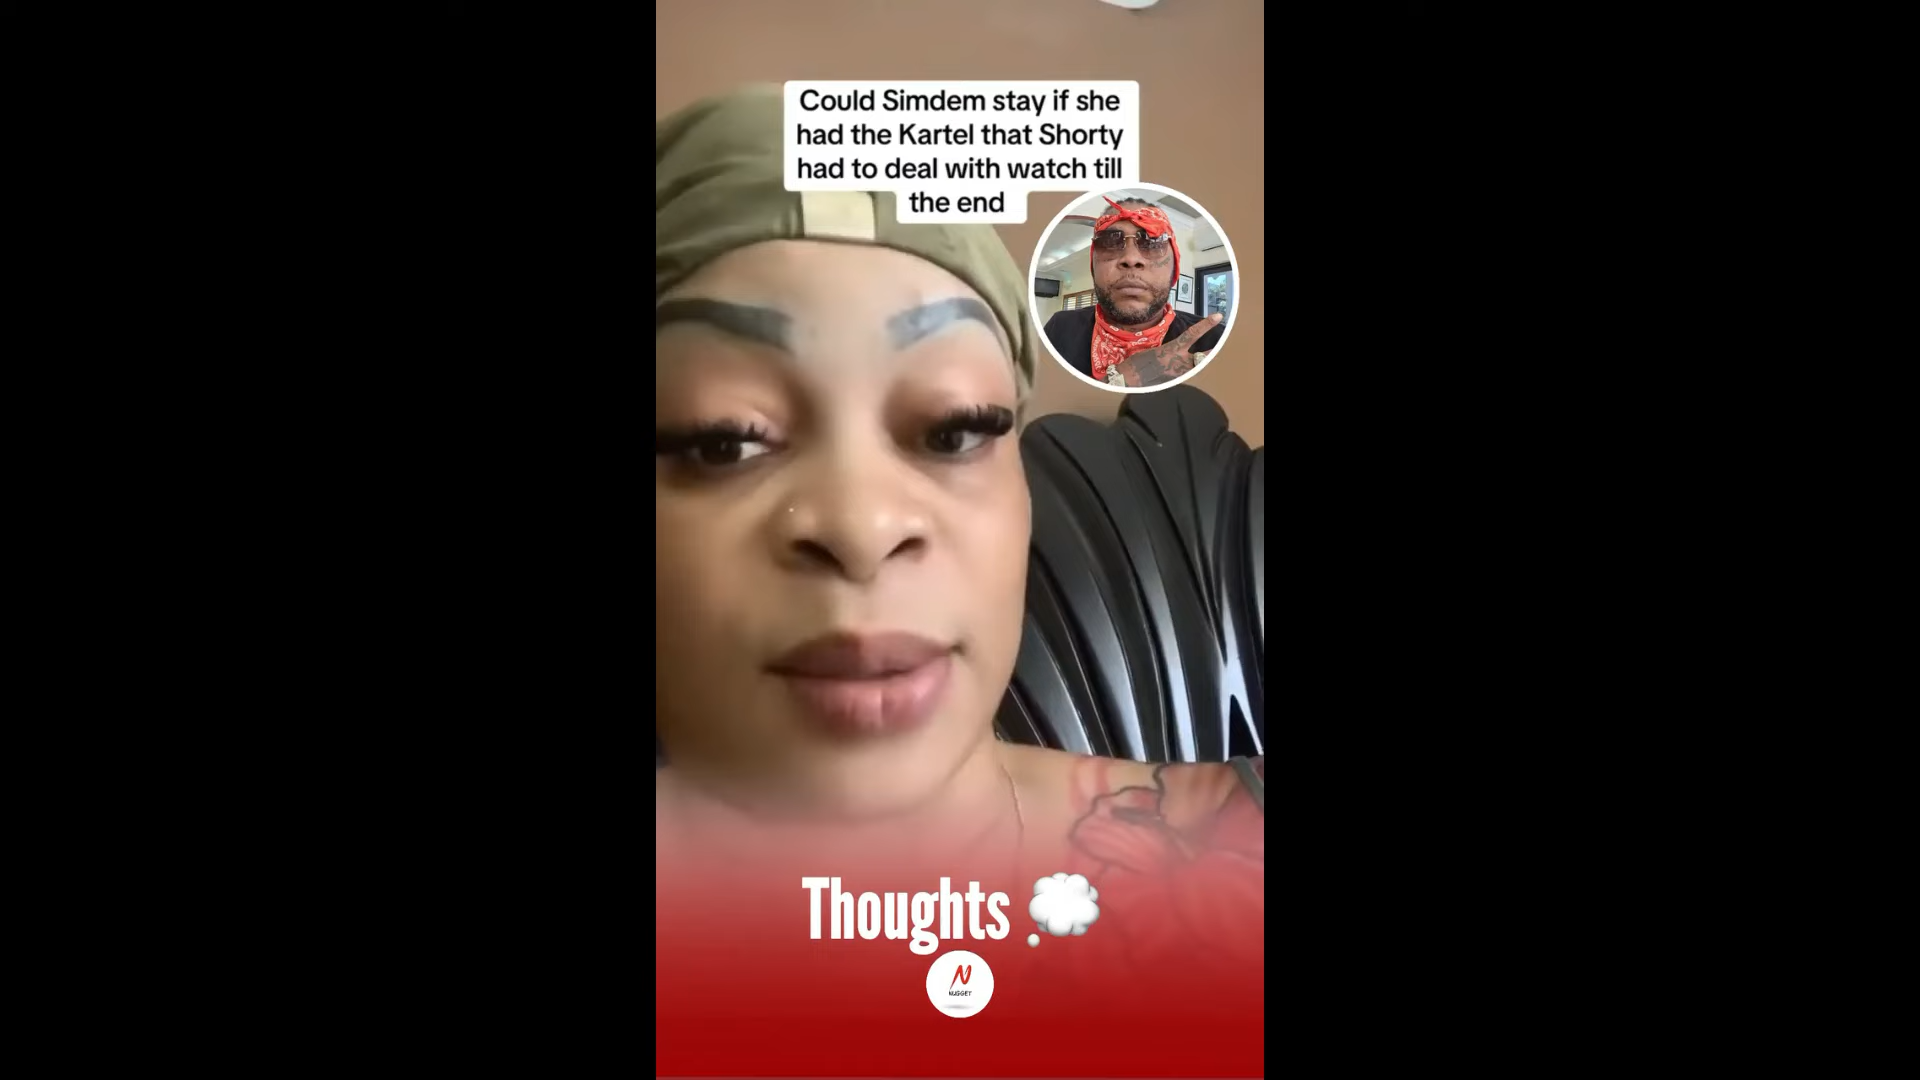 Could Simdem stay if she
had the Kartel that Shorty
had to deal with watch till
the end
Thoughts
N
NUGGET